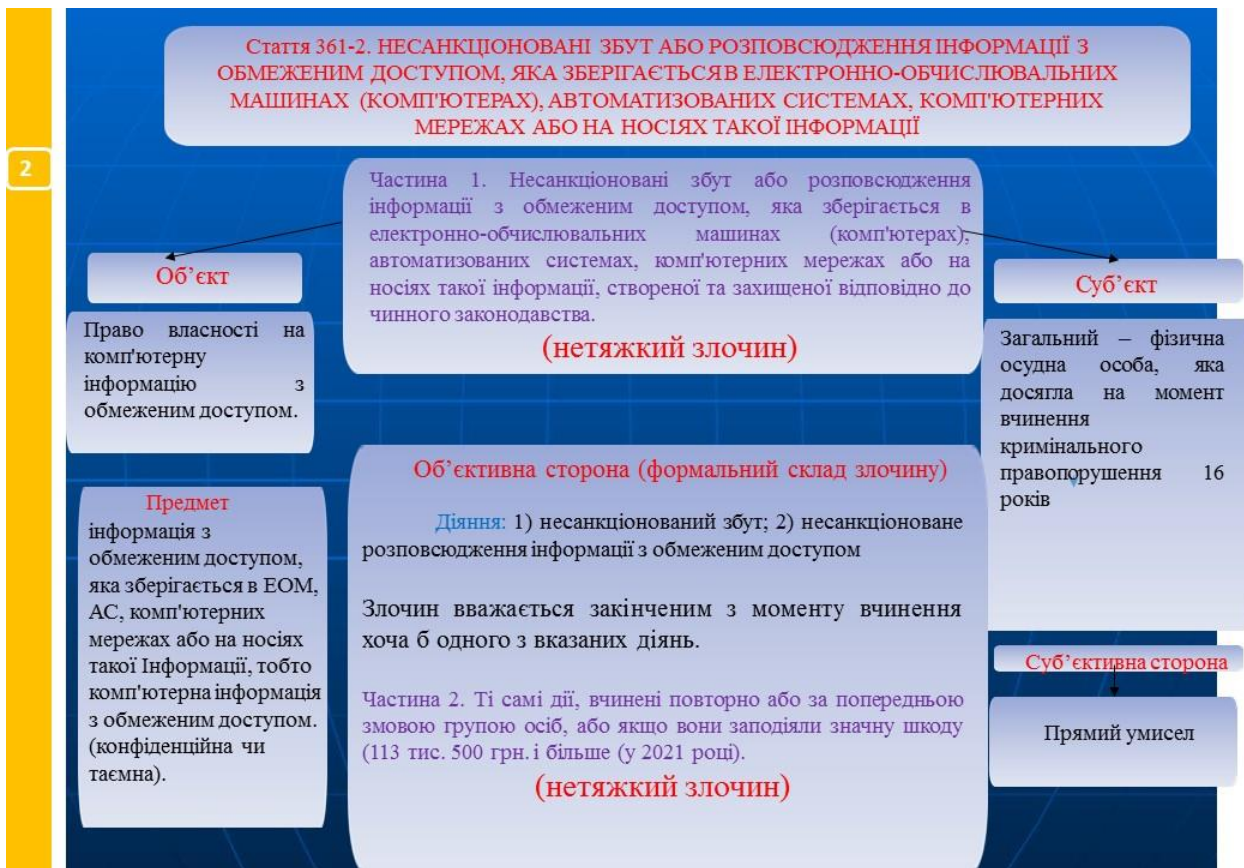 Стаття 361-2. НЕСАНКЦІОНОВАНІ ЗБУТ АБО РОЗПОВСЮДЖЕННЯ ІНФОРМАЦІЇ З
ОБМЕЖЕНИМ ДОСТУПОМ, ЯКА ЗБЕРІГАЄТЬСЯ В ЕЛЕКТРОННО-ОБЧИСЛЮВАЛЬНИХ
МАШИНАХ (КОМП'ЮТЕРАХ), АВТОМАТИЗОВАНИХ СИСТЕМАХ, КОМП'ЮТЕРНИХ
МЕРЕЖАХ АБО НА НОСІЯХ ТАКОЇ ІНФОРМАЦІЇ
2
Частина 1. Несанкціоновані збут або розповсюдження
інформації з обмеженим доступом, яка зберігається в
електронно-обчислювальних машинах (комп'ютерах),
автоматизованих системах, комп'ютерних мережах або на
носіях такої інформації, створеної та захищеної відповідно до
чинного законодавства.
(нетяжкий злочин)
Об’єкт
Право власності на
комп'ютерну
інформацію з
обмеженим доступом.
Предмет
інформація з
обмеженим доступом,
яка зберігається в ЕОМ,
АС, комп'ютерних
мережах або на носіях
такої Інформації, тобто
комп'ютерна інформація
з обмеженим доступом.
(конфіденційна чи
таємна).
Об’єктивна сторона (формальний склад злочину)
Діяння: 1) несанкціонований збут; 2) несанкціоноване
розповсюдження інформації з обмеженим доступом
Злочин вважається закінченим з моменту вчинення
хоча б одного з вказаних діянь.
Частина 2. Ті самі дії, вчинені повторно або за попередньою
змовою групою осіб, або якщо вони заподіяли значну шкоду
(113 тис. 500 грн. і більше (у 2021 році).
(нетяжкий злочин)
Суб’єкт
Загальний – фізична
осудна особа, яка
досягла на момент
вчинення
кримінального
правопорушення 16
років
Суб’єктивна сторона
Прямий умисел